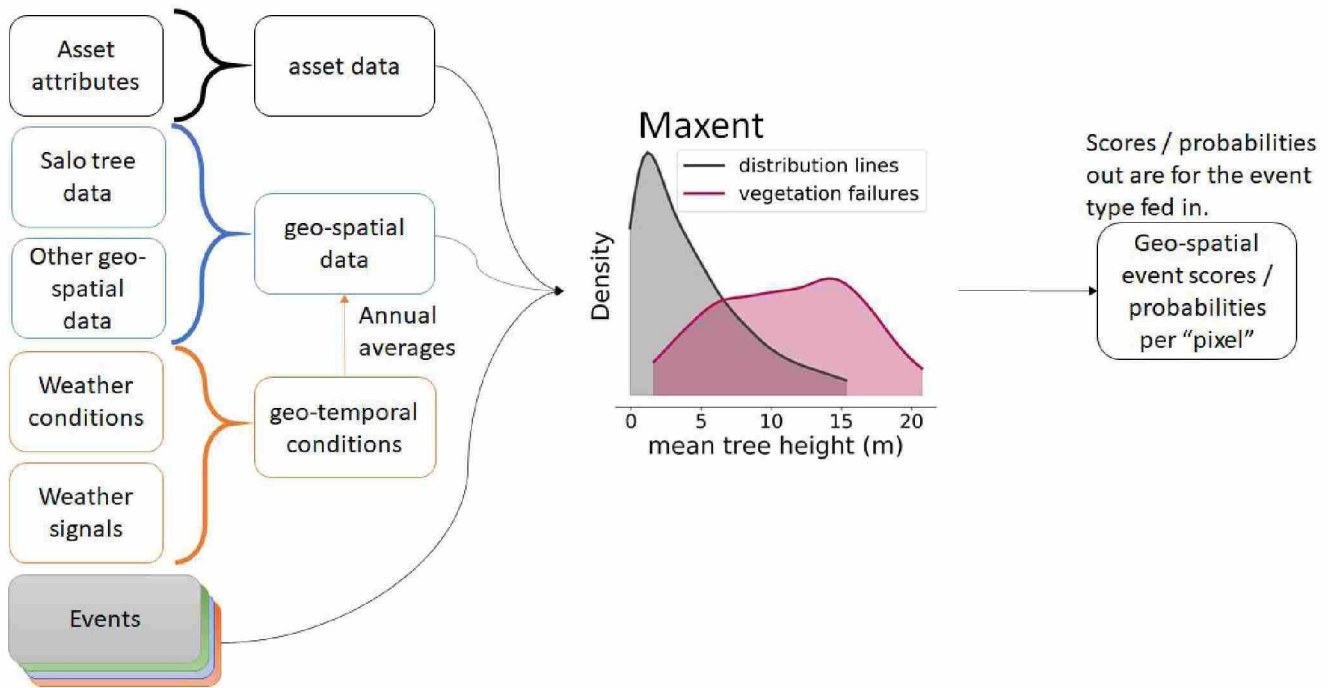 Asset
attributes
asset data
Salo tree
data
Other geo-
spatial
data
geo-spatial
data
Annual
averages
Weather
conditions
Weather
signals
geo-temporal
conditions
Events
Maxent
distribution lines
vegetation failures
Density
0 5 10 15 20
mean tree height (m)
Scores / probabilities
out are for the event
type fed in.
Geo-spatial
event scores /
probabilities
per “pixel”